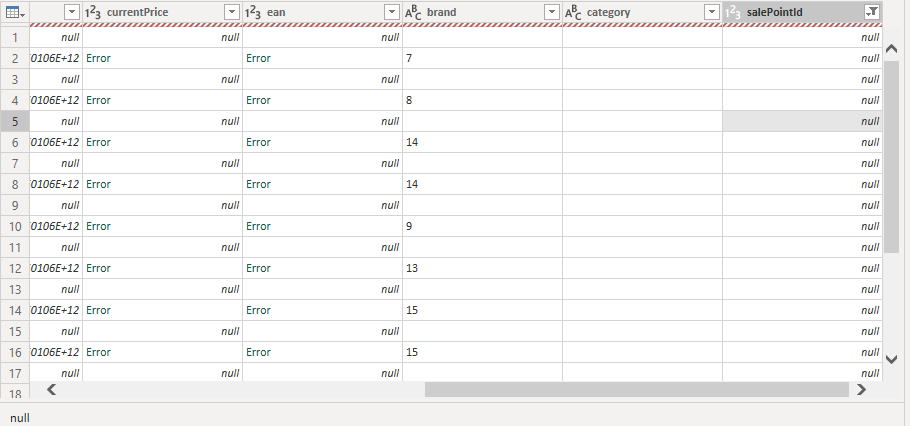 1²3 currentPrice 1²3 ean ABC brand ABC category 1²3 salePointId
1 null null null null
2 0106E+12 Error Error 7 null
3 null null null null
4 0106E+12 Error Error 8 null
5 null null null null
6 0106E+12 Error Error 14 null
7 null null null null
8 0106E+12 Error Error 14 null
9 null null null null
10 0106E+12 Error Error 9 null
11 null null null null
12 0106E+12 Error Error 13 null
13 null null null null
14 0106E+12 Error Error 15 null
15 null null null null
16 0106E+12 Error Error 15 null
17 null null null null
18
null